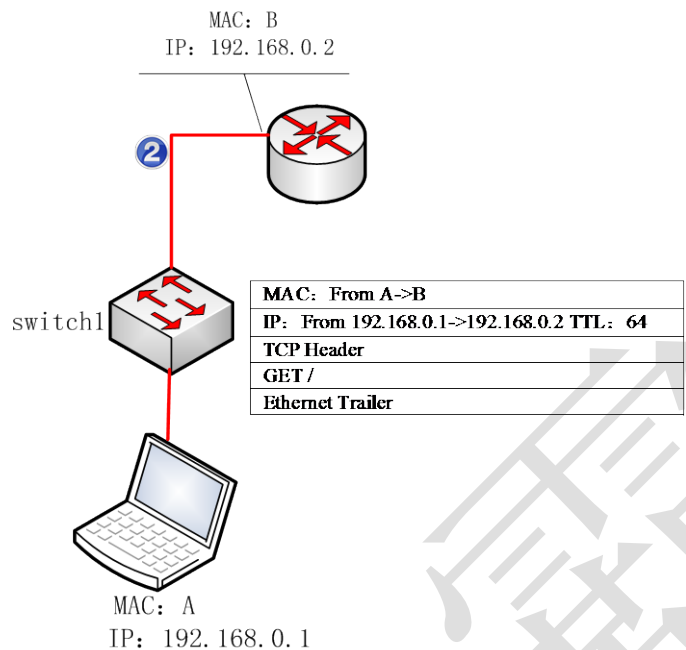 MAC: B
IP: 192.168.0.2
2
switch1
MAC: From A->B
IP: From 192.168.0.1->192.168.0.2 TTL: 64
TCP Header
GET /
Ethernet Trailer
MAC: A
IP: 192.168.0.1